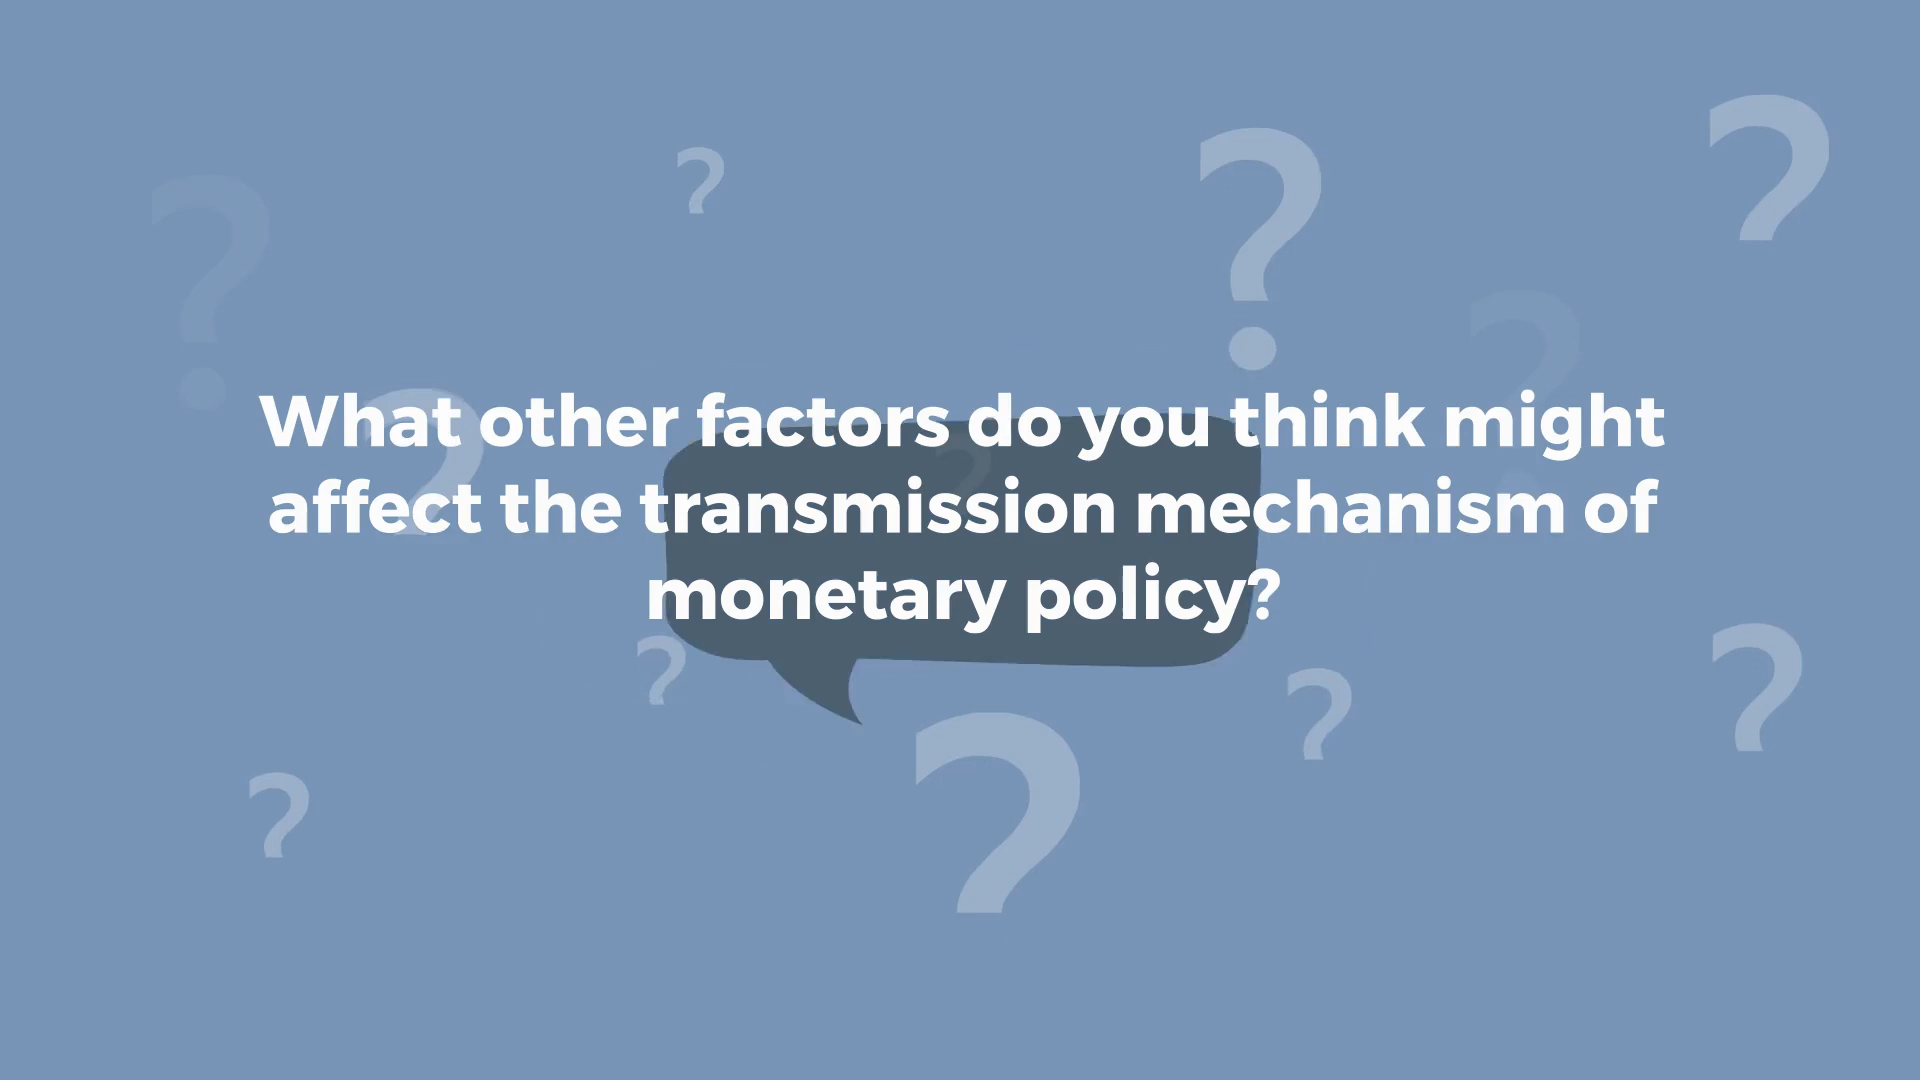 What other factors do you think might
affect the transmission mechanism of
monetary policy?